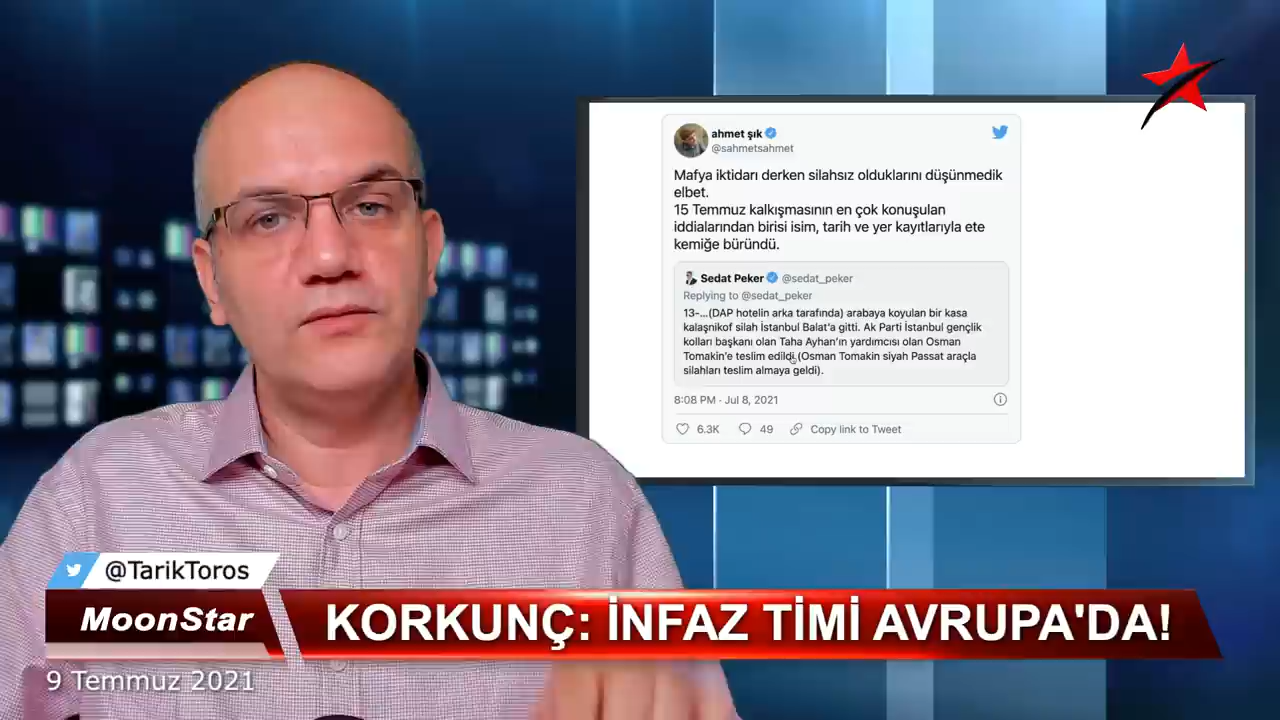 ahmet şık
@sahmetsahmet
Mafya iktidarı derken silahsız olduklarını düşünmedik
elbet.
15 Temmuz kalkışmasının en çok konuşulan
iddialarından birisi isim, tarih ve yer kayıtlarıyla ete
kemiğe büründü.
Sedat Peker @sedat_peker
Replying to @sedat_peker
13-...(DAP hotelin arka tarafında) arabaya koyulan bir kasa
kalaşnikof silah İstanbul Balat'a gitti. Ak Parti İstanbul gençlik
kolları başkanı olan Taha Ayhan'ın yardımcısı olan Osman
Tomakin'e teslim edildi.(Osman Tomakin siyah Passat araçla
silahları teslim almaya geldi).
8:08 PM · Jul 8, 2021
6.3K 49 Copy link to Tweet
@TarikToros
MoonStar
KORKUNÇ: İNFAZ TİMİ AVRUPA'DA!
9 Temmuz 2021